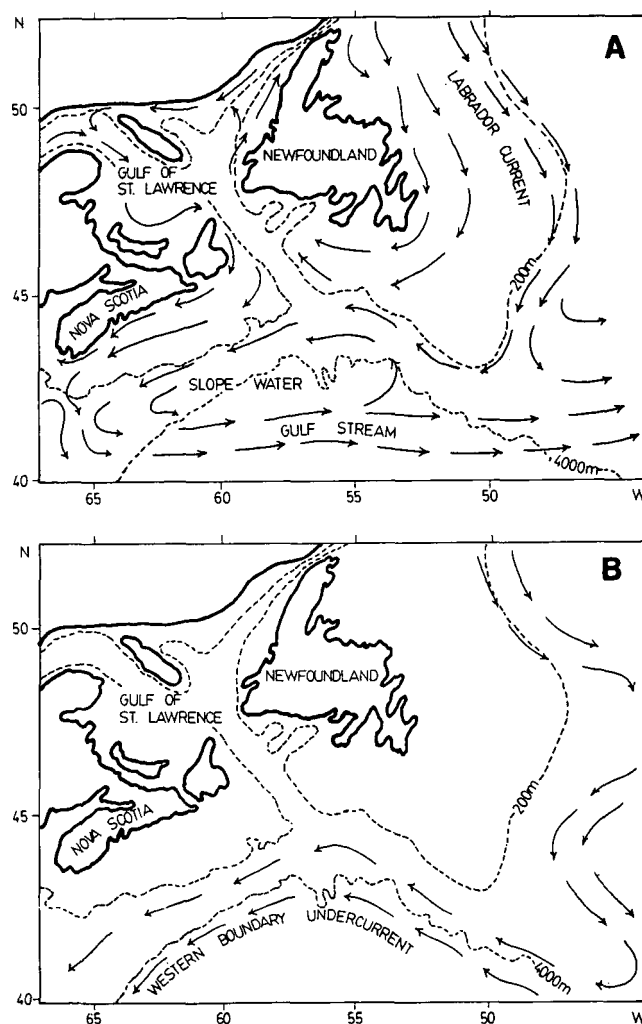 N
A
50
LABRADOR CURRENT
NEWFOUNDLAND
GULF OF
ST. LAWRENCE
200m
45
NOVA SCOTIA
SLOPE WATER
GULF STREAM
4000m
40
65
60
55
50
W
N
B
50
NEWFOUNDLAND
GULF OF
ST. LAWRENCE
200m
45
NOVA SCOTIA
WESTERN BOUNDARY UNDERCURRENT
4000m
40
65
60
55
50
W